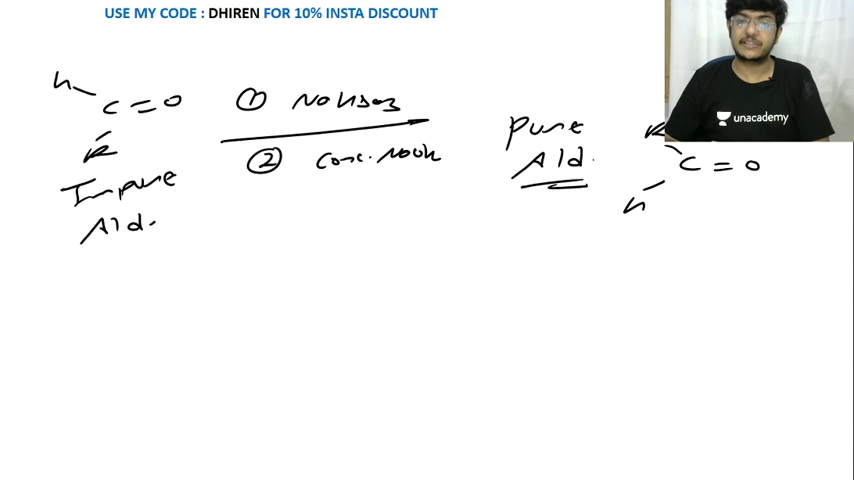 USE MY CODE : DHIREN FOR 10% INSTA DISCOUNT
unacademy
H
C = O
R
Impure
Ald.
① NaHSO3
② Conc. NaOH
Pure
Ald.
R
C = O
H